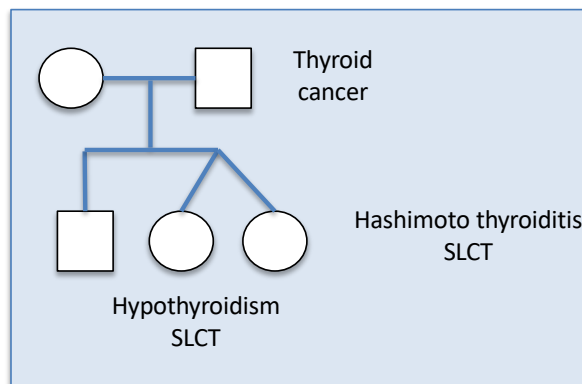 Thyroid
cancer
Hashimoto thyroiditis
SLCT
Hypothyroidism
SLCT